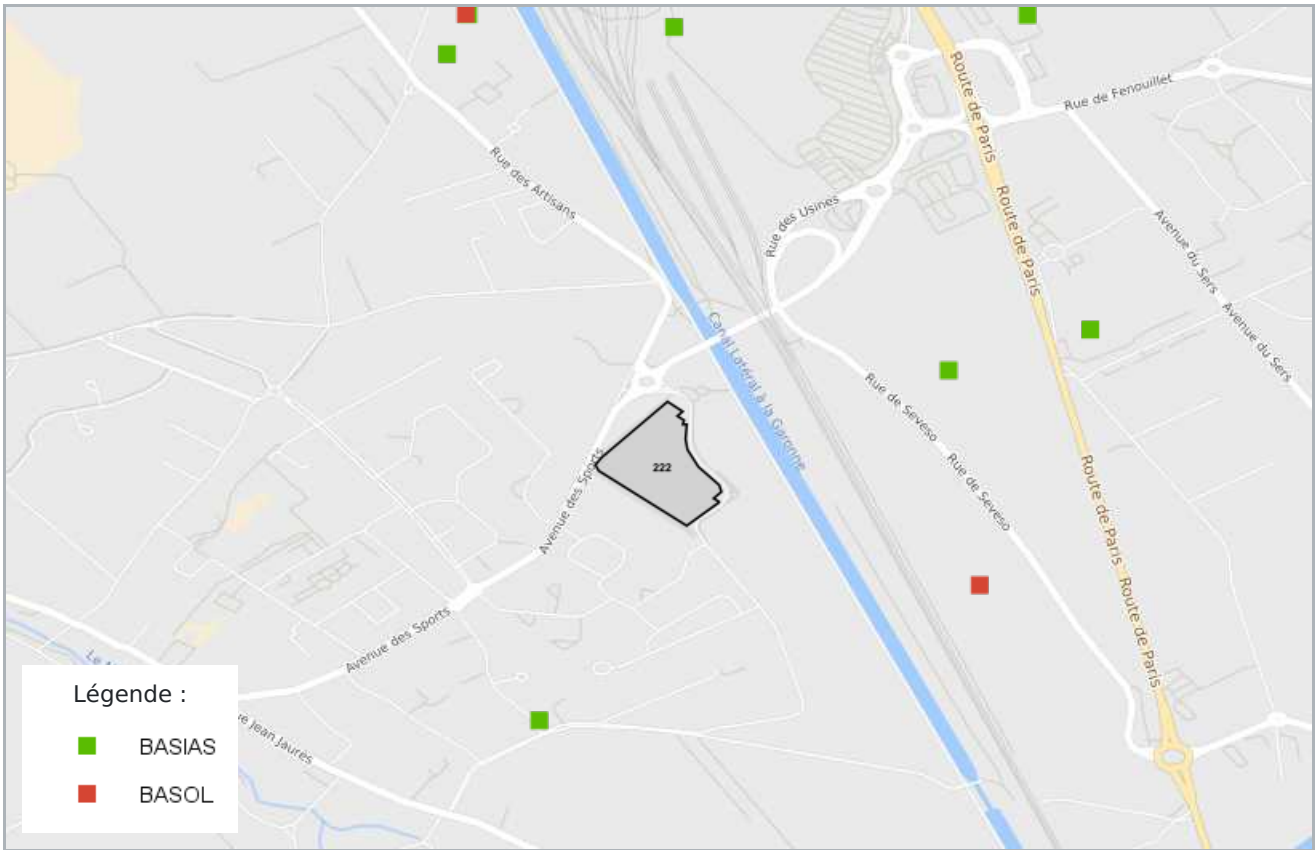 Route de Paris
Rue de Fenouillet
Rue des Artisans
Route de Paris
Rue des Usines
Avenue du Sers
Avenue du Sers
Canal Latéral à la Garonne
Rue de Seveso
Rue de Seveso
222
Avenue des Sports
Route de Paris
Route de Paris
Avenue des Sports
Jean Jaurès
Légende :
BASIAS
BASOL